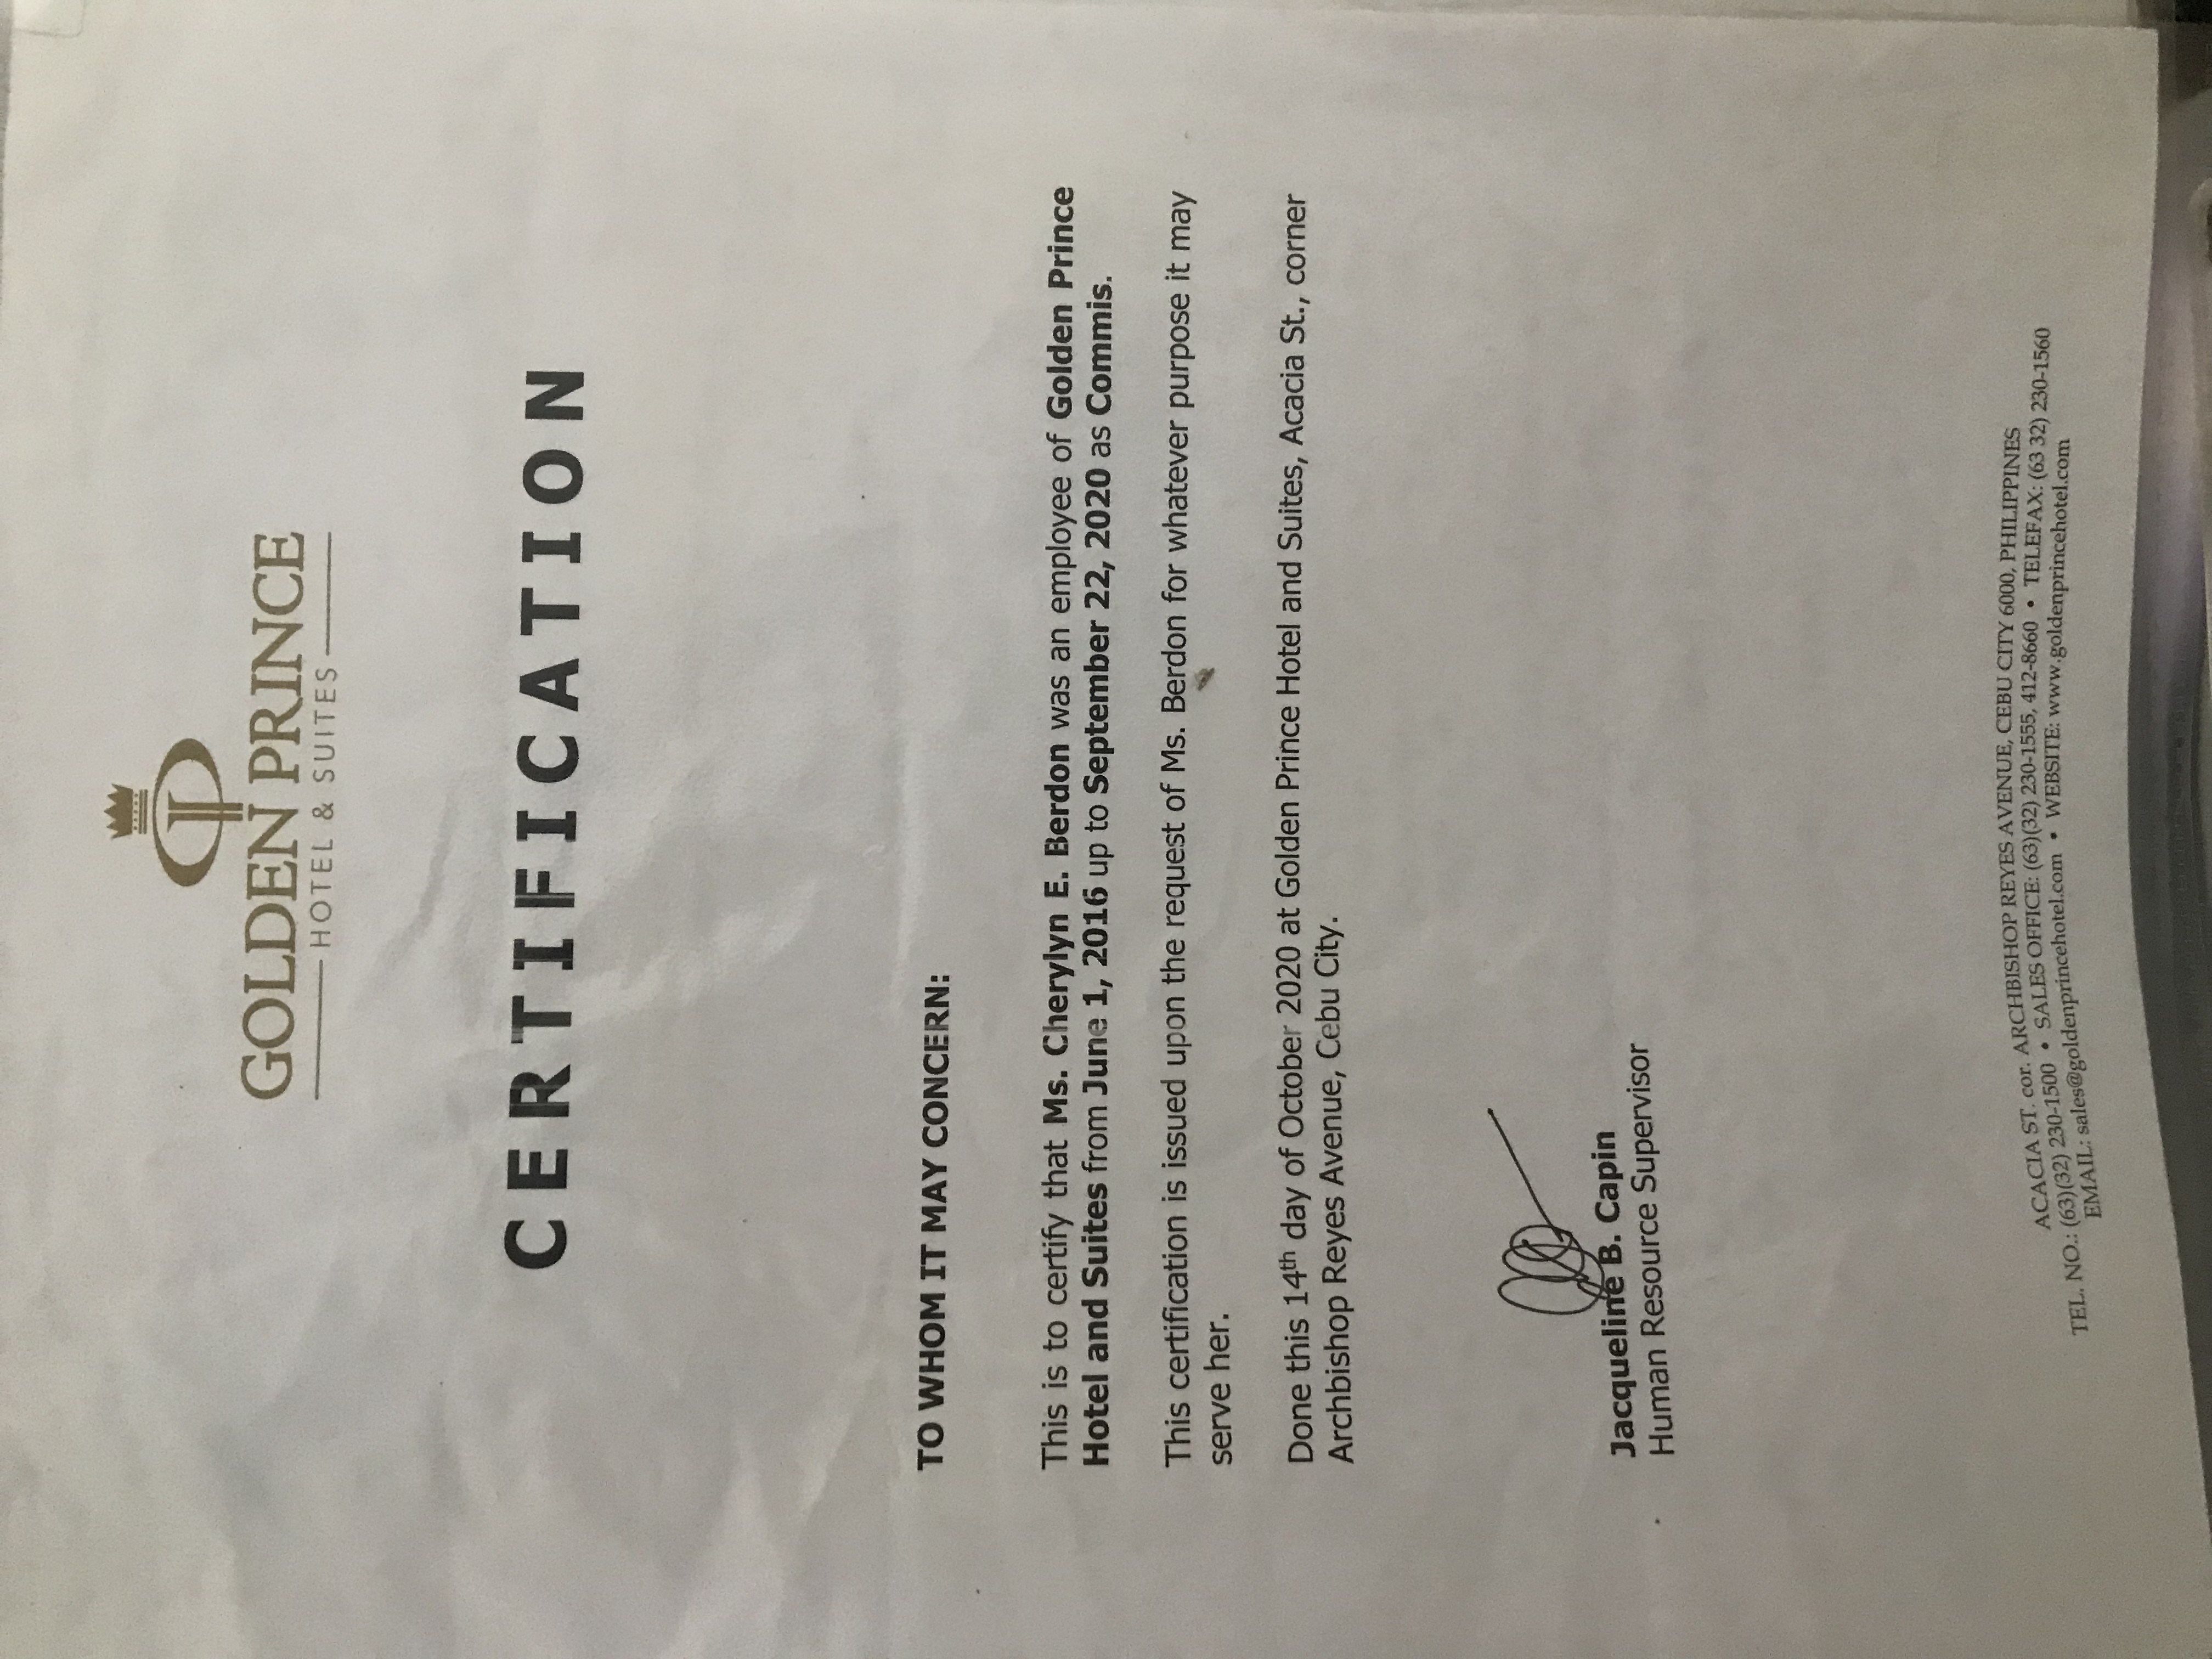 GOLDEN PRINCE
HOTEL & SUITES
CERTIFICATION
TO WHOM IT MAY CONCERN:
This is to certify that Ms. Cherylyn E. Berdon was an employee of Golden Prince
Hotel and Suites from June 1, 2016 up to September 22, 2020 as Commis.
This certification is issued upon the request of Ms. Berdon for whatever purpose it may
serve her.
Done this 14th day of October 2020 at Golden Prince Hotel and Suites, Acacia St., corner
Archbishop Reyes Avenue, Cebu City.
Jacqueline B. Capin
Human Resource Supervisor
ACACIA ST. cor. ARCHBISHOP REYES AVENUE, CEBU CITY 6000, PHILIPPINES
TEL. NO.: (63)(32) 230-1500 • SALES OFFICE: (63)(32) 230-1555, 412-8660 • TELEFAX: (63 32) 230-1560
EMAIL: sales@goldenprincehotel.com • WEBSITE: www.goldenprincehotel.com